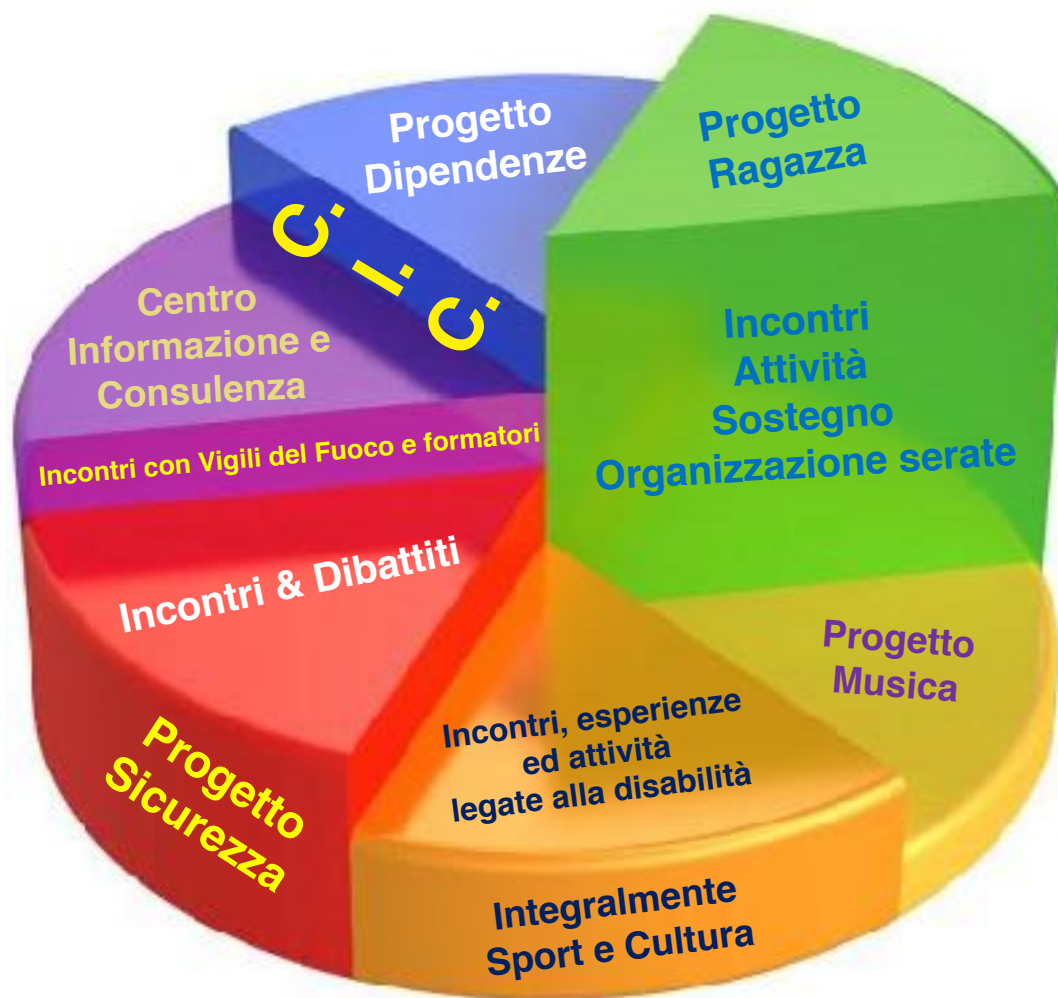 Progetto
Dipendenze
Progetto
Ragazza
C. I. C.
Centro
Informazione e
Consulenza
Incontri
Attività
Sostegno
Organizzazione serate
Incontri con Vigili del Fuoco e formatori
Incontri & Dibattiti
Progetto
Musica
Progetto
Sicurezza
Incontri, esperienze
ed attività
legate alla disabilità
Integralmente
Sport e Cultura